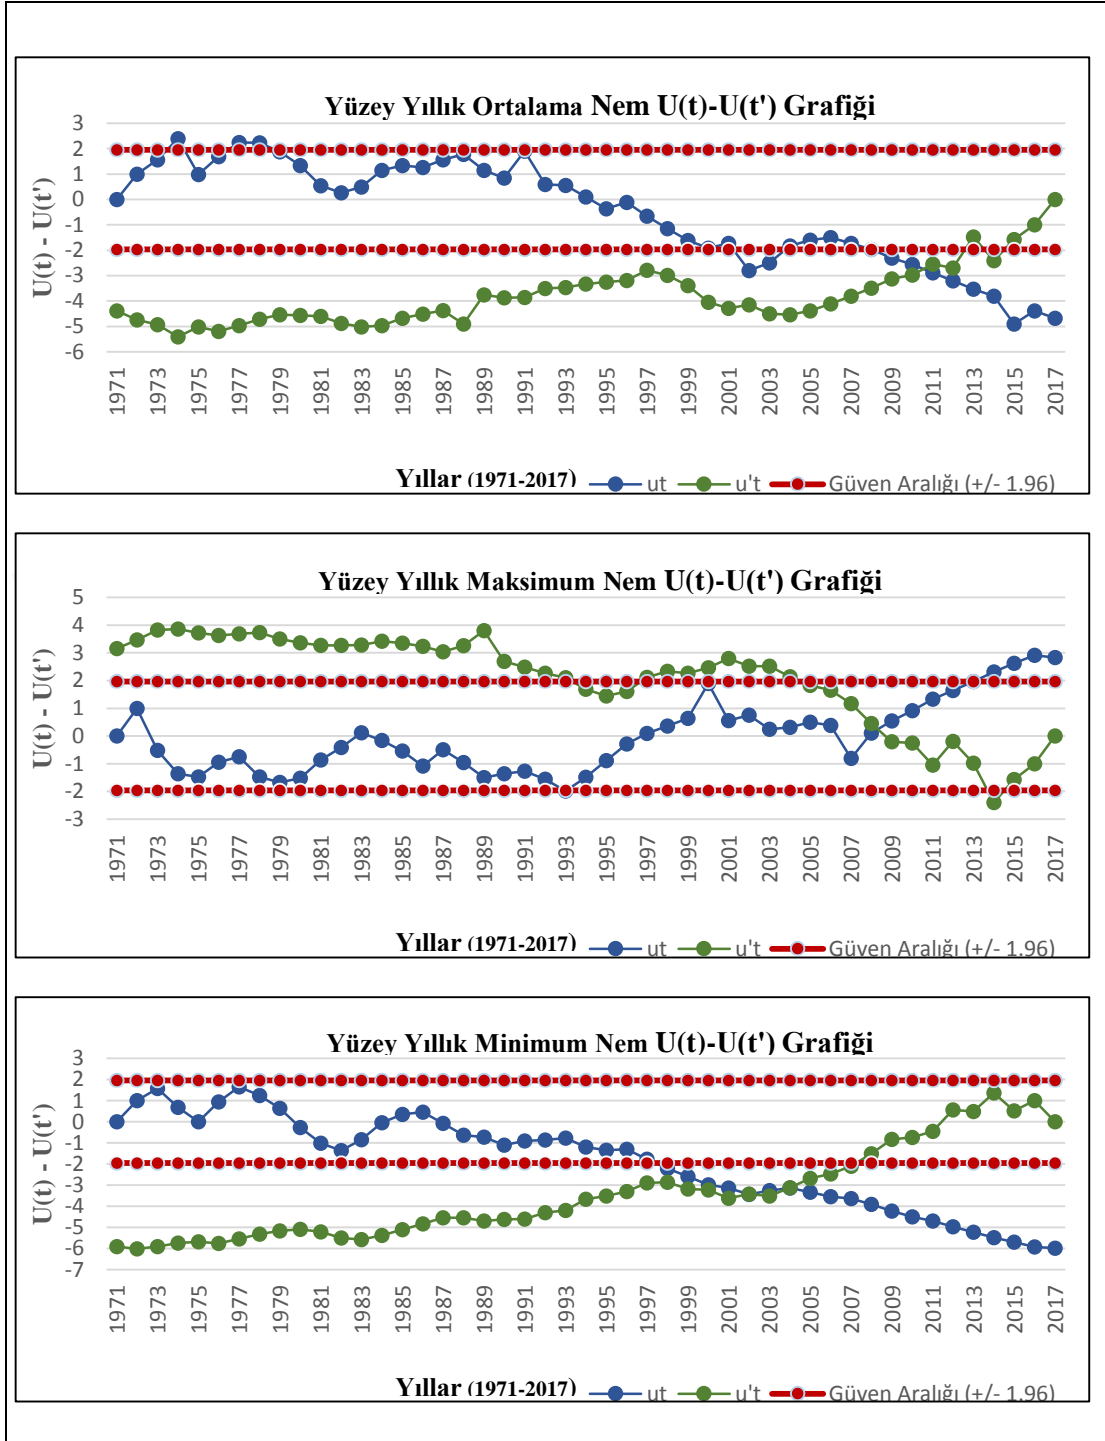 Yüzey Yıllık Ortalama Nem U(t)-U(t') Grafiği
U(t) - U(t')
3
2
1
0
-1
-2
-3
-4
-5
-6
1971 1973 1975 1977 1979 1981 1983 1985 1987 1989 1991 1993 1995 1997 1999 2001 2003 2005 2007 2009 2011 2013 2015 2017
Yıllar (1971-2017) ut u't Güven Aralığı (+/- 1.96)
Yüzey Yıllık Maksimum Nem U(t)-U(t') Grafiği
U(t) - U(t')
5
4
3
2
1
0
-1
-2
-3
1971 1973 1975 1977 1979 1981 1983 1985 1987 1989 1991 1993 1995 1997 1999 2001 2003 2005 2007 2009 2011 2013 2015 2017
Yıllar (1971-2017) ut u't Güven Aralığı (+/- 1.96)
Yüzey Yıllık Minimum Nem U(t)-U(t') Grafiği
U(t) - U(t')
3
2
1
0
-1
-2
-3
-4
-5
-6
-7
1971 1973 1975 1977 1979 1981 1983 1985 1987 1989 1991 1993 1995 1997 1999 2001 2003 2005 2007 2009 2011 2013 2015 2017
Yıllar (1971-2017) ut u't Güven Aralığı (+/- 1.96)